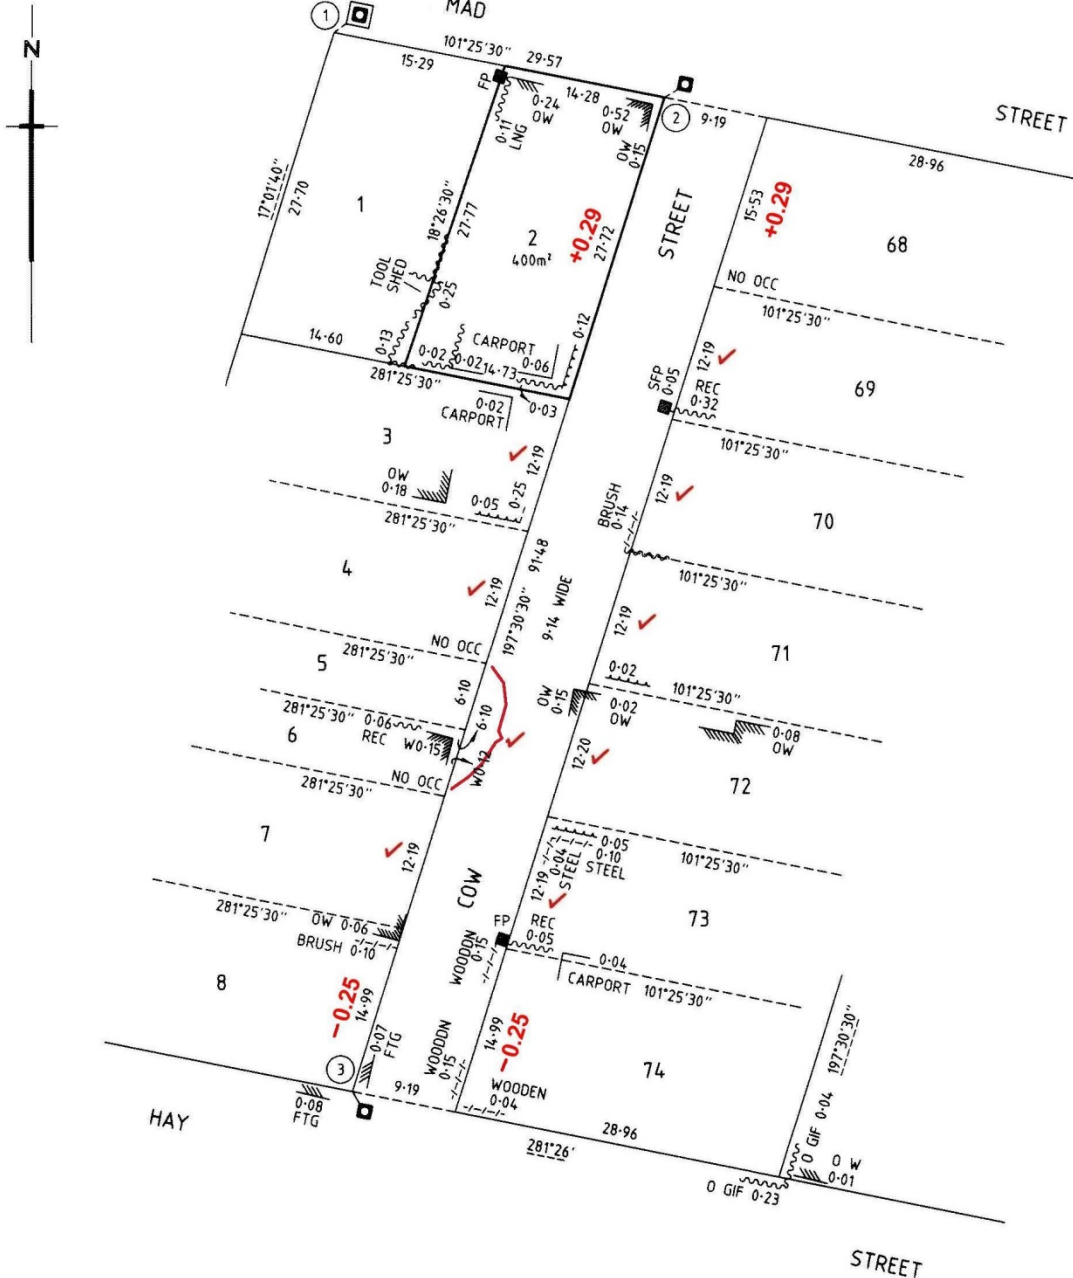 MAD
1
N
101°25'30"
29·57
15·29
14·28
FP
0·24
OW
0·52
OW
2
9·19
STREET
28·96
0·11
LNG
OW
0·15
17°01'40"
27·70
1
18°26'30"
27·77
2
400m²
+0.29
27·72
STREET
15·53
+0.29
68
NO OCC
101°25'30"
TOOL
SHED
0·25
0·13
14·60
CARPORT
0·02
0·02
14·73
0·06
0·12
281°25'30"
0·02
CARPORT
0·03
12·19
SFP
0·05
REC
0·32
69
101°25'30"
3
12·19
OW
0·18
0·05
0·25
281°25'30"
12·19
BRUSH
0·14
70
101°25'30"
4
12·19
91·48
197°30'30"
9·14 WIDE
NO OCC
281°25'30"
12·19
71
5
6·10
0·02
101°25'30"
281°25'30"
6·10
OW
0·15
0·02
OW
0·08
OW
6
0·06
REC
W0·15
W0·12
NO OCC
281°25'30"
12·20
72
7
12·19
0·05
0·04
STEEL
0·10
STEEL
101°25'30"
COW
12·19
73
281°25'30"
OW 0·06
BRUSH 0·10
FP
REC
0·05
WOODDN
0·15
0·04
CARPORT
101°25'30"
8
−0.25
14·99
0·07
FTG
WOODDN
0·15
14·99
−0.25
74
197°30'30"
3
9·19
WOODEN
0·04
0·08
FTG
HAY
28·96
281°26'
O GIF 0·04
O W
0·01
O GIF 0·23
STREET